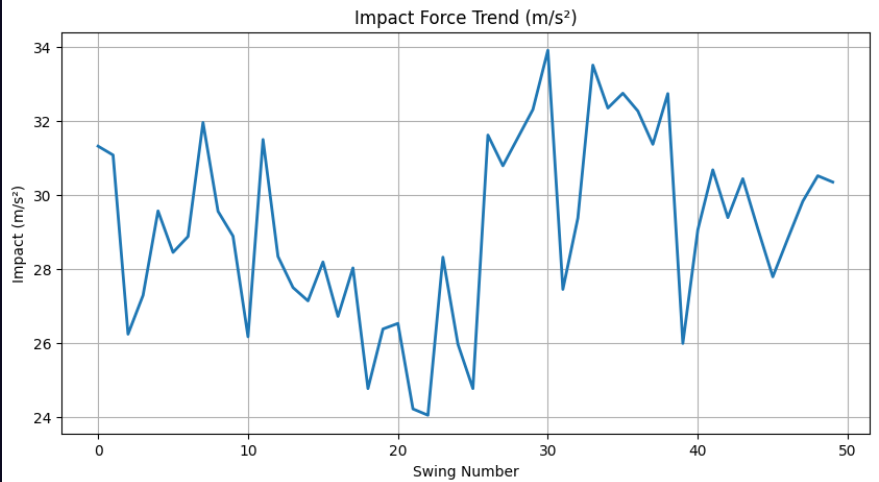 Impact Force Trend (m/s²)
34
32
30
28
26
24
Impact (m/s²)
0 10 20 30 40 50
Swing Number